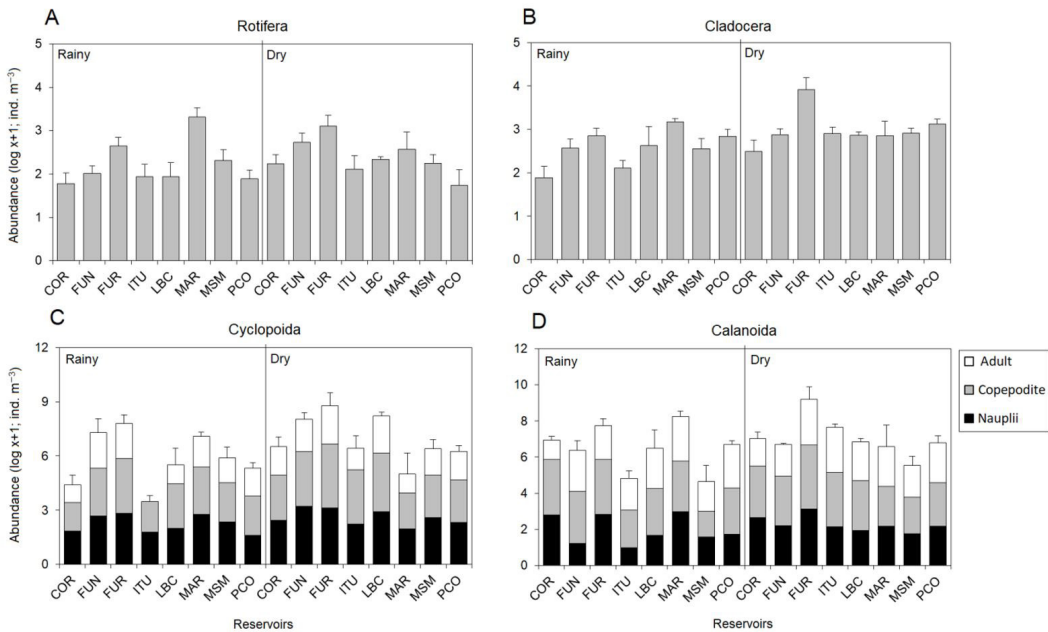 A
Rotifera
Abundance (log x+1; ind. m⁻³)
5
4
3
2
1
0
Rainy
Dry
COR FUN FUR ITU LBC MAR MSM PCO COR FUN FUR ITU LBC MAR MSM PCO
B
Cladocera
5
4
3
2
1
0
Rainy
Dry
COR FUN FUR ITU LBC MAR MSM PCO COR FUN FUR ITU LBC MAR MSM PCO
C
Cyclopoida
Abundance (log x+1; ind. m⁻³)
12
9
6
3
0
Rainy
Dry
COR FUN FUR ITU LBC MAR MSM PCO COR FUN FUR ITU LBC MAR MSM PCO
Reservoirs
D
Calanoida
12
10
8
6
4
2
0
Rainy
Dry
COR FUN FUR ITU LBC MAR MSM PCO COR FUN FUR ITU LBC MAR MSM PCO
Reservoirs
Adult
Copepodite
Nauplii